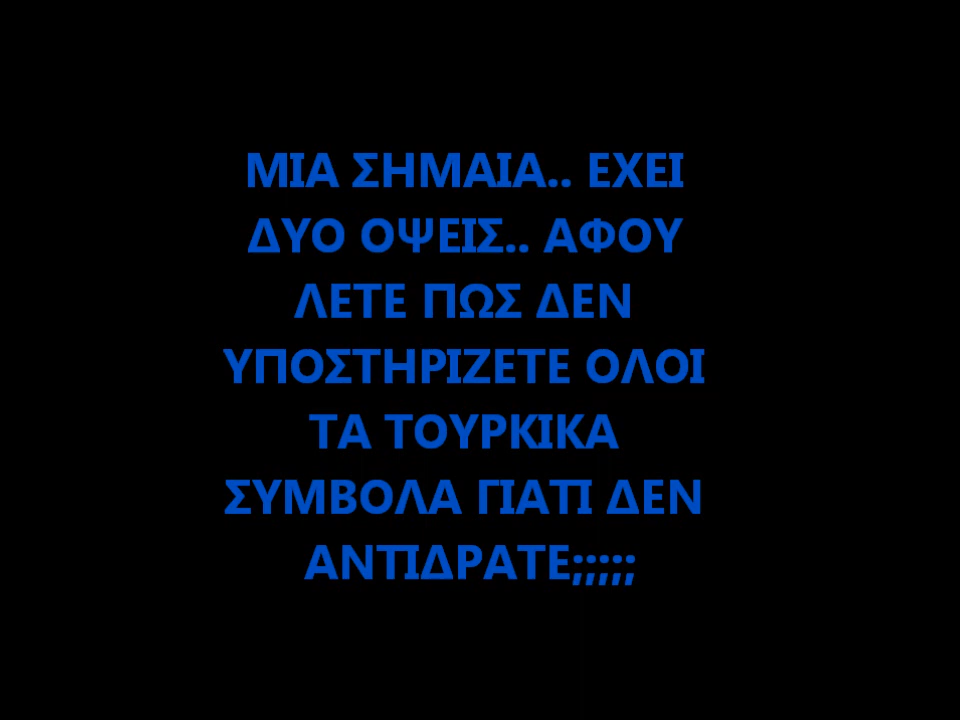 ΜΙΑ ΣΗΜΑΙΑ.. ΕΧΕΙ
ΔΥΟ ΟΨΕΙΣ.. ΑΦΟΥ
ΛΕΤΕ ΠΩΣ ΔΕΝ
ΥΠΟΣΤΗΡΙΖΕΤΕ ΟΛΟΙ
ΤΑ ΤΟΥΡΚΙΚΑ
ΣΥΜΒΟΛΑ ΓΙΑΤΙ ΔΕΝ
ΑΝΤΙΔΡΑΤΕ;;;;;